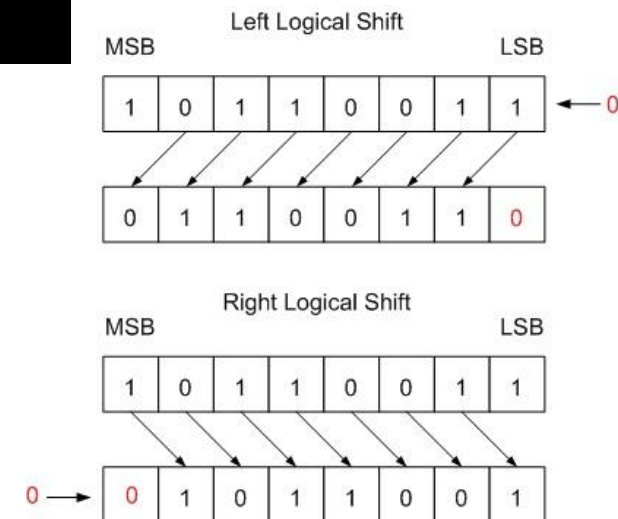 Left Logical Shift
MSB LSB
1 0 1 1 0 0 1 1 0
0 1 1 0 0 1 1 0
Right Logical Shift
MSB LSB
1 0 1 1 0 0 1 1
0 0 1 0 1 1 0 0 1